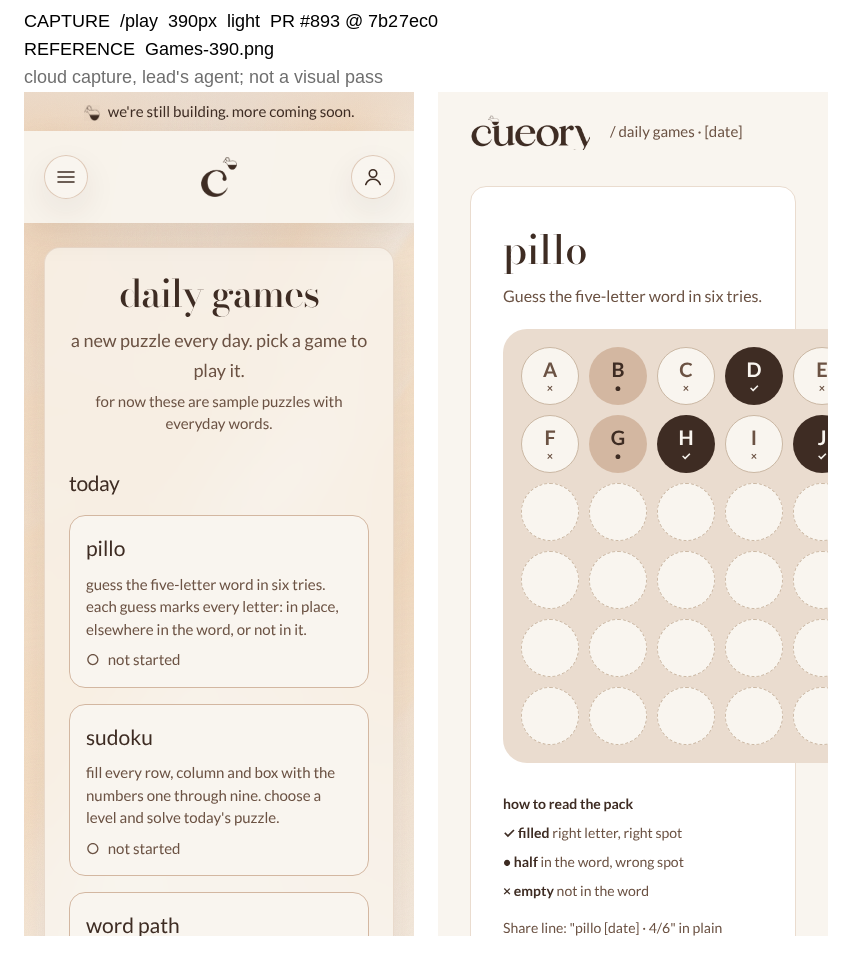 CAPTURE /play 390px light PR #893 @ 7b27ec0
REFERENCE Games-390.png
cloud capture, lead's agent; not a visual pass
we're still building. more coming soon.
c
daily games
a new puzzle every day. pick a game to
play it.
for now these are sample puzzles with
everyday words.
today
pillo
guess the five-letter word in six tries.
each guess marks every letter: in place,
elsewhere in the word, or not in it.
not started
sudoku
fill every row, column and box with the
numbers one through nine. choose a
level and solve today's puzzle.
not started
word path
cueory / daily games · [date]
pillo
Guess the five-letter word in six tries.
A B C D E
× • × ✓ ×
F G H I J
× • ✓ × ✓
how to read the pack
✓ filled right letter, right spot
• half in the word, wrong spot
× empty not in the word
Share line: "pillo [date] · 4/6" in plain